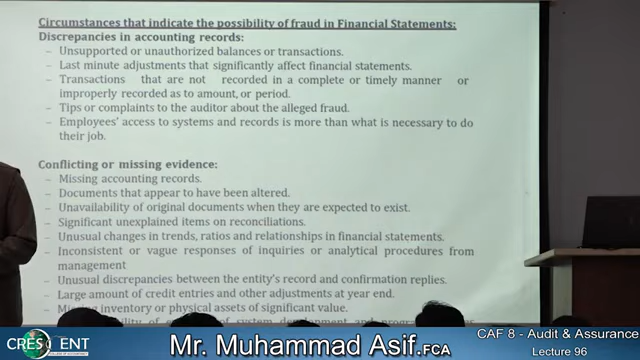 Circumstances that indicate the possibility of fraud in Financial Statements:
Discrepancies in accounting records:
– Unsupported or unauthorized balances or transactions.
– Last minute adjustments that significantly affect financial statements.
– Transactions that are not recorded in a complete or timely manner or
improperly recorded as to amount, or period.
– Tips or complaints to the auditor about the alleged fraud.
– Employees' access to systems and records is more than what is necessary to do
their job.
Conflicting or missing evidence:
– Missing accounting records.
– Documents that appear to have been altered.
– Unavailability of original documents when they are expected to exist.
– Significant unexplained items on reconciliations.
– Unusual changes in trends, ratios and relationships in financial statements.
– Inconsistent or vague responses of inquiries or analytical procedures from
management
– Unusual discrepancies between the entity's record and confirmation replies.
– Large amount of credit entries and other adjustments at year end.
– Missing inventory or physical assets of significant value.
of system development and
CRESCENT
Mr. Muhammad Asif.FCA
CAF 8 - Audit & Assurance
Lecture 96